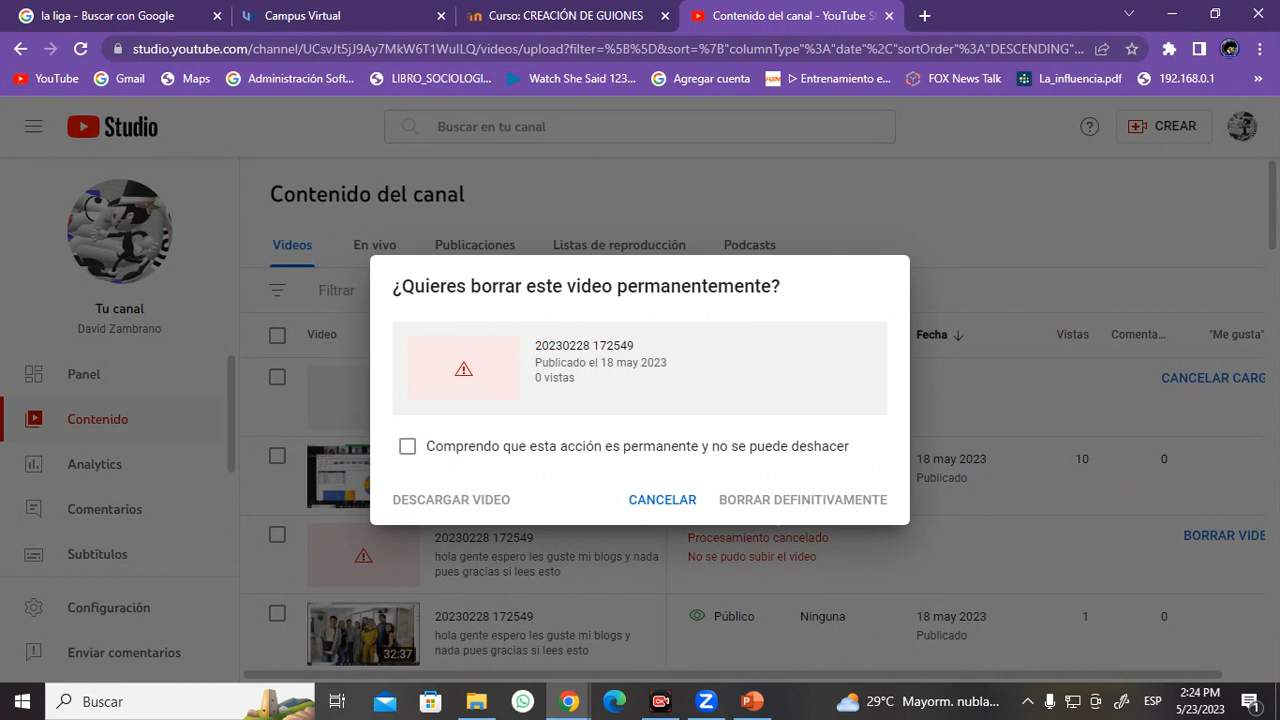 la liga - Buscar con Google
Campus Virtual
Curso: CREACIÓN DE GUIONES
Contenido del canal - YouTube S
studio.youtube.com/channel/UCsvJt5jJ9Ay7MkW6T1WulLQ/videos/upload?filter=%5B%5D&sort=%7B"columnType"%3A"date"%2C"sortOrder"%3A"DESCENDING"...
YouTube
Gmail
Maps
Administración Soft...
LIBRO_SOCIOLOGI...
Watch She Said 123...
Agregar cuenta
HSN
▷ Entrenamiento e...
FOX News Talk
La_influencia.pdf
192.168.0.1
»
Studio
Buscar en tu canal
CREAR
Contenido del canal
Videos
En vivo
Publicaciones
Listas de reproducción
Podcasts
Filtrar
Tu canal
David Zambrano
Panel
Contenido
Analytics
Comentarios
Subtítulos
Configuración
Enviar comentarios
Video
Fecha
Vistas
Comenta...
"Me gusta"
CANCELAR CARG
¿Quieres borrar este video permanentemente?
20230228 172549
Publicado el 18 may 2023
0 vistas
Comprendo que esta acción es permanente y no se puede deshacer
DESCARGAR VIDEO
CANCELAR
BORRAR DEFINITIVAMENTE
18 may 2023
Publicado
10
0
20230228 172549
hola gente espero les guste mi blogs y nada
pues gracias si lees esto
Procesamiento cancelado
No se pudo subir el video
BORRAR VIDE
32:37
20230228 172549
hola gente espero les guste mi blogs y
nada pues gracias si lees esto
Público
Ninguna
18 may 2023
Publicado
1
0
Buscar
29°C Mayorm. nubla...
ESP
2:24 PM
5/23/2023
1